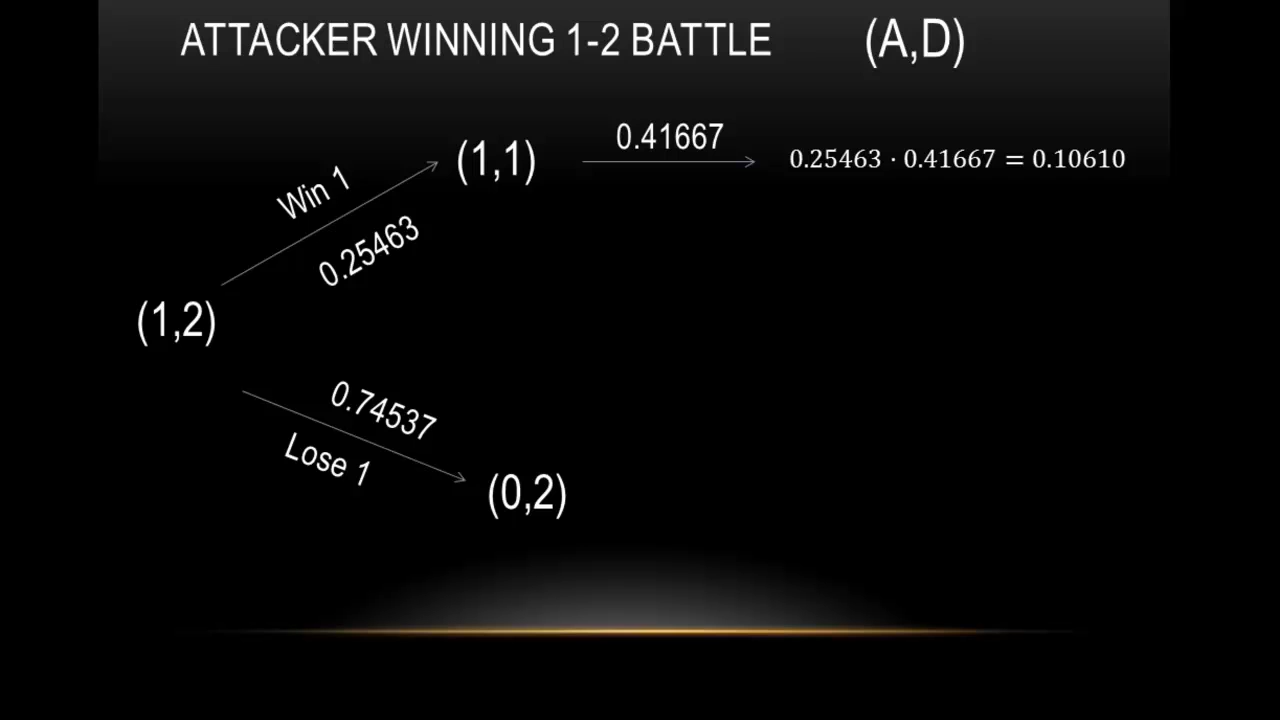 ATTACKER WINNING 1-2 BATTLE (A,D)
Win 1
0.25463
(1,1)
0.41667
0.25463 · 0.41667 = 0.10610
(1,2)
0.74537
Lose 1
(0,2)